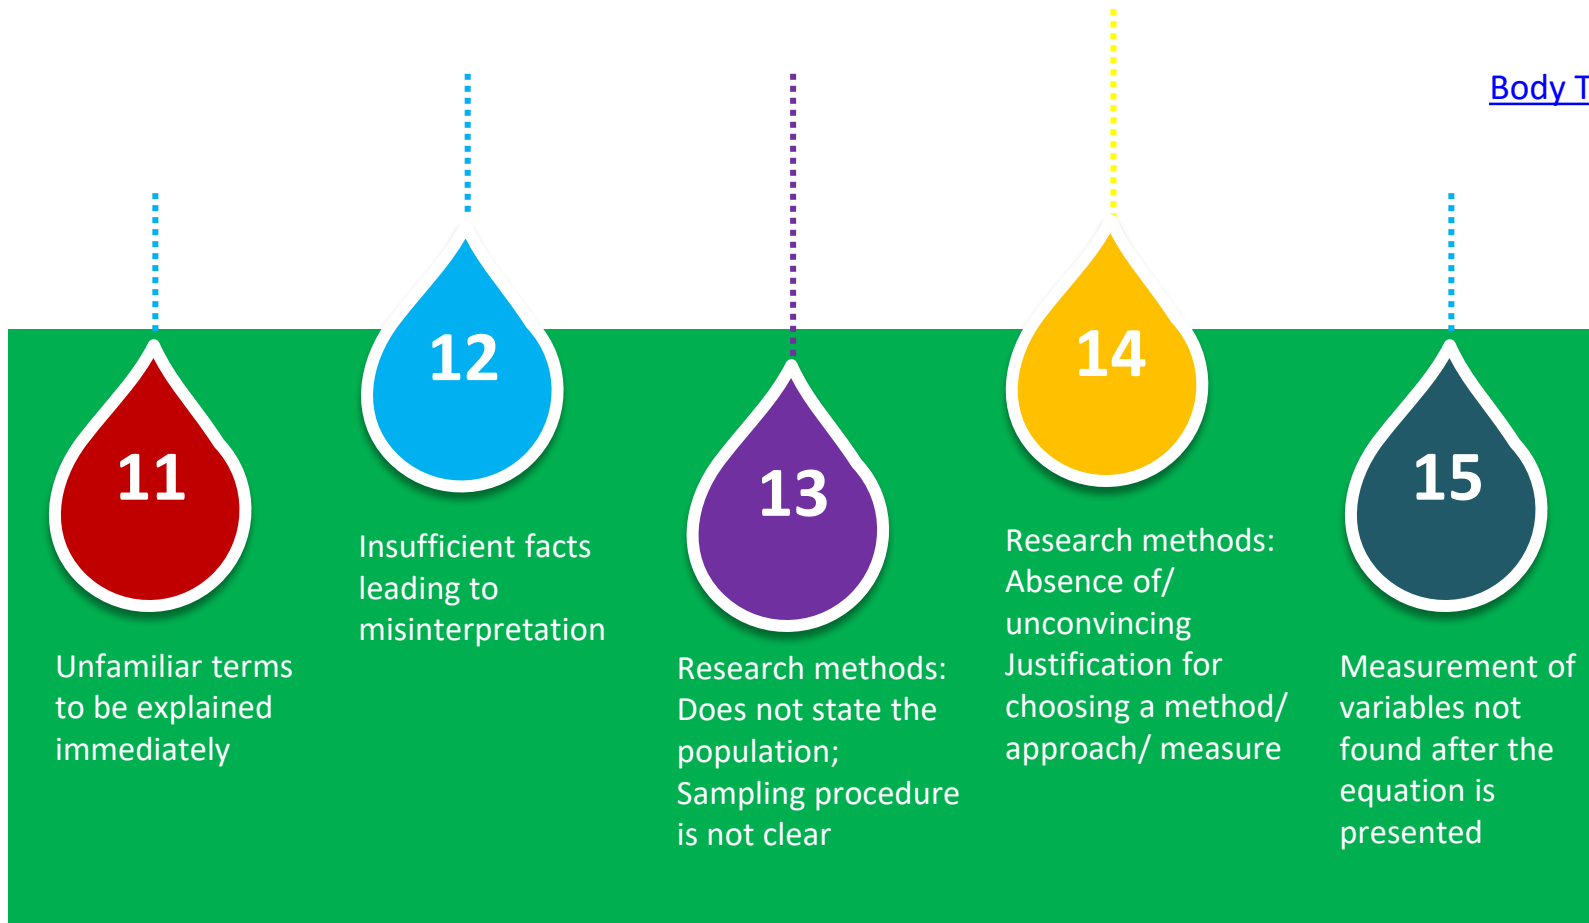 Body T
11
Unfamiliar terms
to be explained
immediately
12
Insufficient facts
leading to
misinterpretation
13
Research methods:
Does not state the
population;
Sampling procedure
is not clear
14
Research methods:
Absence of/
unconvincing
Justification for
choosing a method/
approach/ measure
15
Measurement of
variables not
found after the
equation is
presented